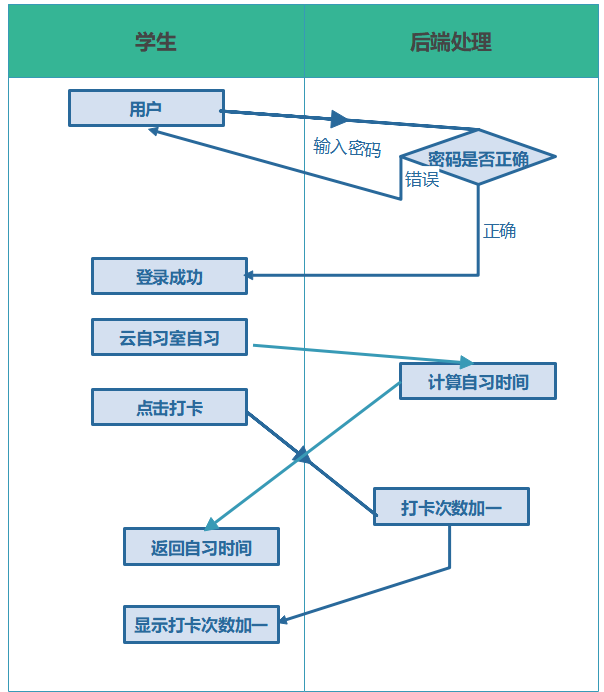 学生
后端处理
用户
输入密码
密码是否正确
错误
正确
登录成功
云自习室自习
计算自习时间
点击打卡
打卡次数加一
返回自习时间
显示打卡次数加一